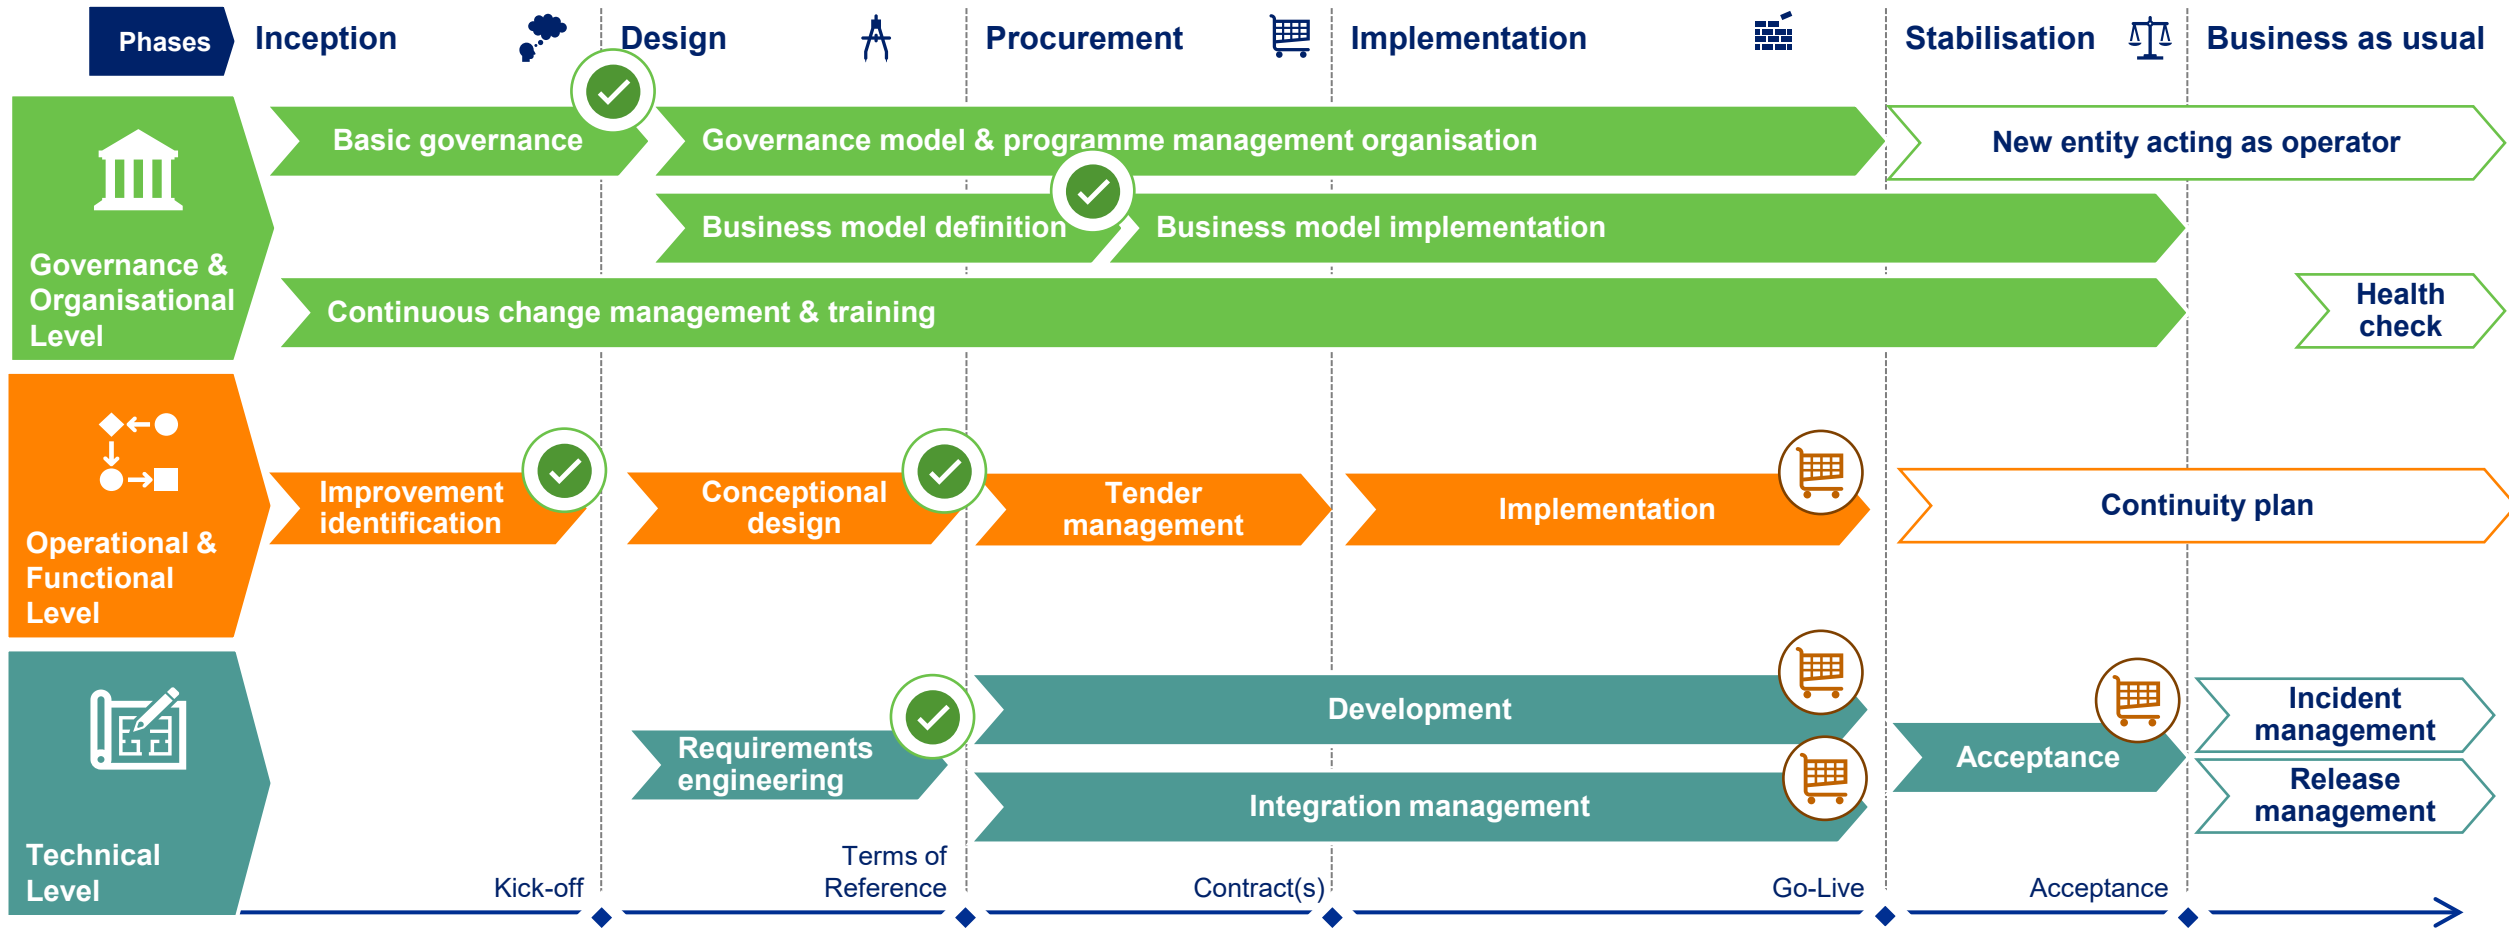 Phases
Inception
Design
Procurement
Implementation
Stabilisation
Business as usual
Governance &
Organisational
Level
Basic governance
Governance model & programme management organisation
New entity acting as operator
Business model definition
Business model implementation
Continuous change management & training
Health
check
Operational &
Functional
Level
Improvement
identification
Conceptional
design
Tender
management
Implementation
Continuity plan
Technical
Level
Requirements
engineering
Development
Integration management
Acceptance
Incident
management
Release
management
Kick-off
Terms of
Reference
Contract(s)
Go-Live
Acceptance